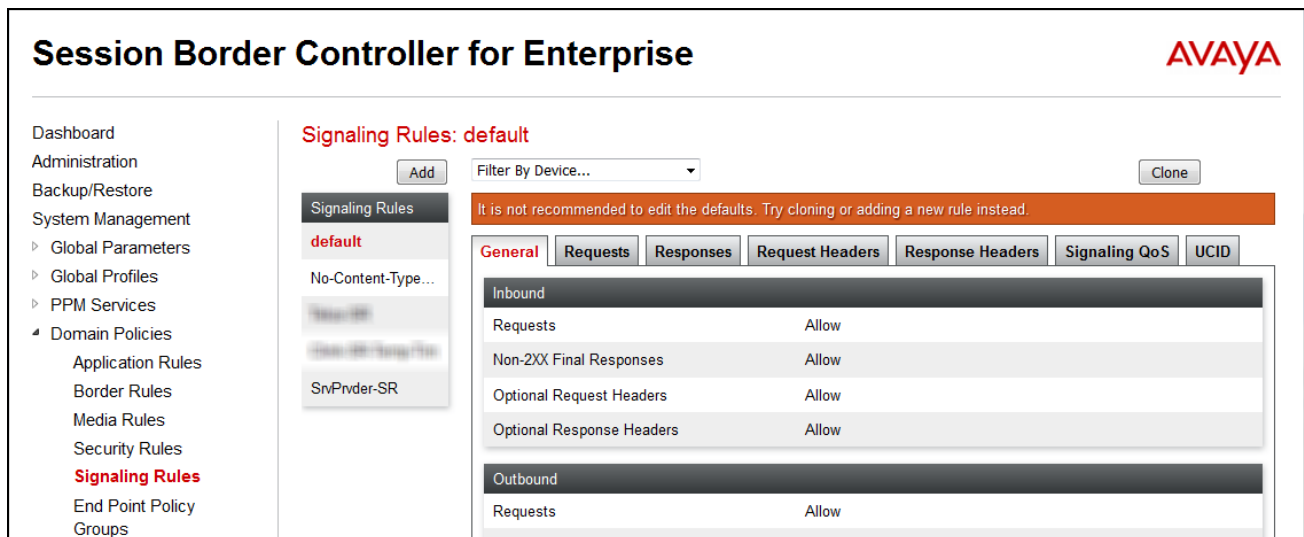 Session Border Controller for Enterprise
AVAYA
Dashboard
Administration
Backup/Restore
System Management
Global Parameters
Global Profiles
PPM Services
Domain Policies
Application Rules
Border Rules
Media Rules
Security Rules
Signaling Rules
End Point Policy
Groups
Signaling Rules: default
Add
Filter By Device...
Clone
Signaling Rules
default
No-Content-Type...
SrvPrvder-SR
It is not recommended to edit the defaults. Try cloning or adding a new rule instead.
General Requests Responses Request Headers Response Headers Signaling QoS UCID
Inbound
Requests Allow
Non-2XX Final Responses Allow
Optional Request Headers Allow
Optional Response Headers Allow
Outbound
Requests Allow